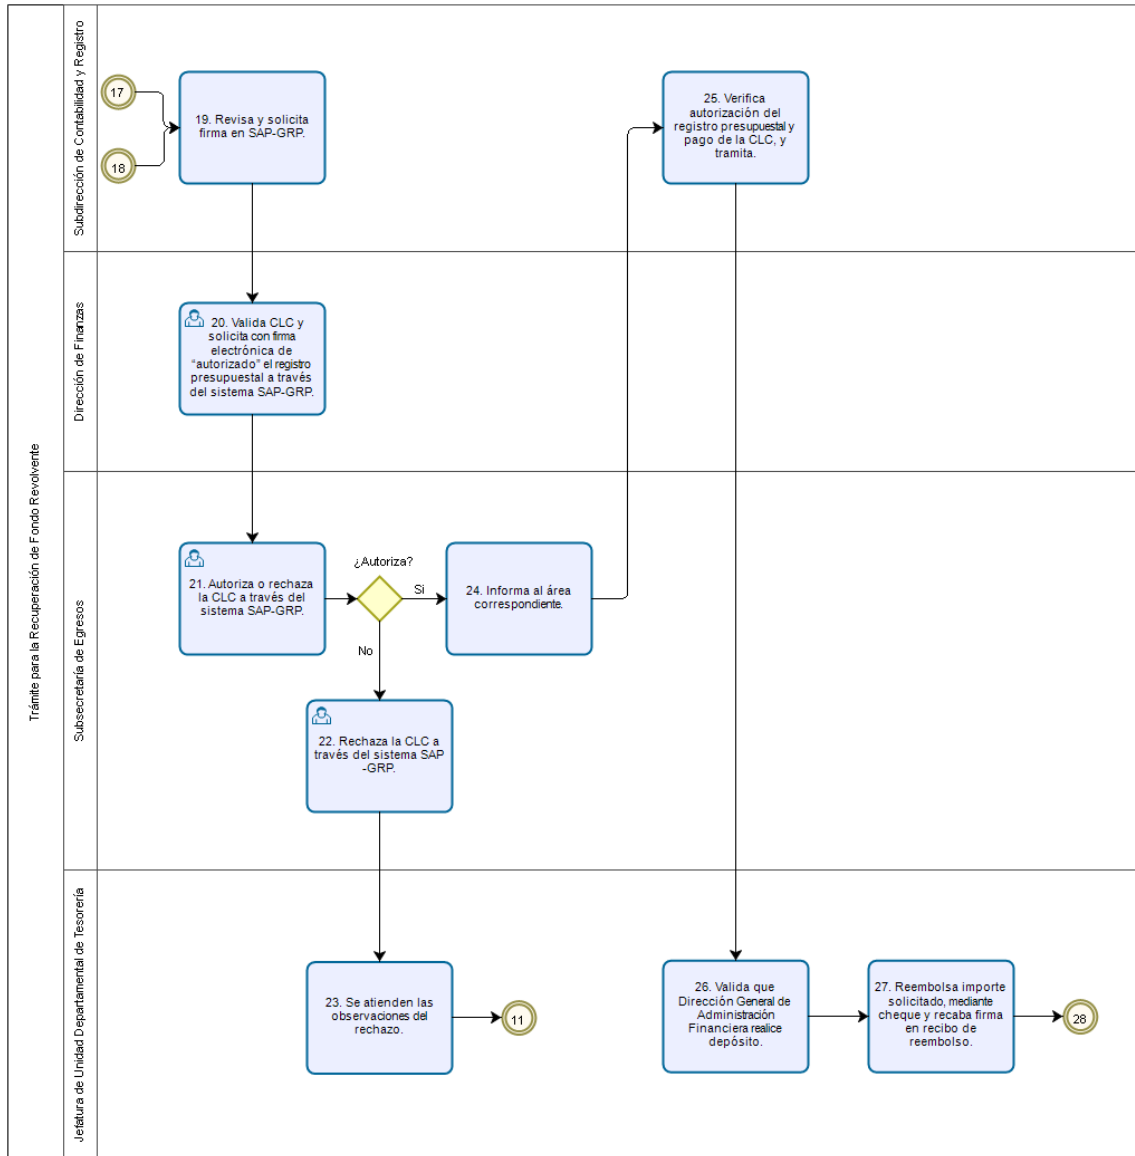 Trámite para la Recuperación de Fondo Revolvente
Subdirección de Contabilidad y Registro
17
18
19. Revisa y solicita
firma en SAP-GRP.
25. Verifica
autorización del
registro presupuestal y
pago de la CLC, y
tramita.
Dirección de Finanzas
20. Valida CLC y
solicita con firma
electrónica de
“autorizado” el registro
presupuestal a través
del sistema SAP-GRP.
Subsecretaría de Egresos
21. Autoriza o rechaza
la CLC a través del
sistema SAP-GRP.
¿Autoriza?
Si
No
24. Informa al área
correspondiente.
22. Rechaza la CLC a
través del sistema SAP
-GRP.
Jefatura de Unidad Departamental de Tesorería
23. Se atienden las
observaciones del
rechazo.
11
26. Valida que
Dirección General de
Administración
Financiera realice
depósito.
27. Reembolsa importe
solicitado, mediante
cheque y recaba firma
en recibo de
reembolso.
28